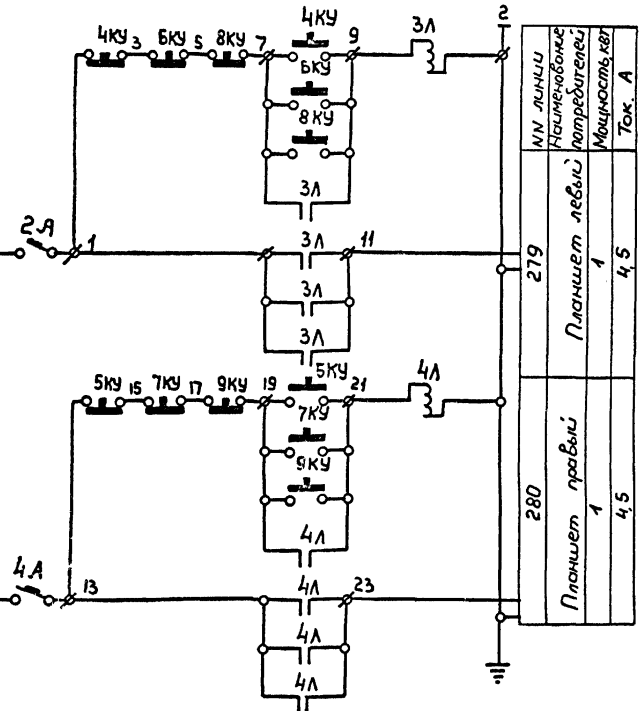 4КУ 3 6КУ 5 8КУ 7 4КУ 9 3Л 2
6КУ
8КУ
3Л
2А 1 3Л 11
3Л
3Л
5КУ 15 7КУ 17 9КУ 19 5КУ 21 4Л
7КУ
9КУ
4Л
4А 13 4Л 23
4Л
4Л
NN линии
Наименование
потребителей
Мощность, квт
Ток. А
279
Планшет левый
1
4,5
280
Планшет правый
1
4,5